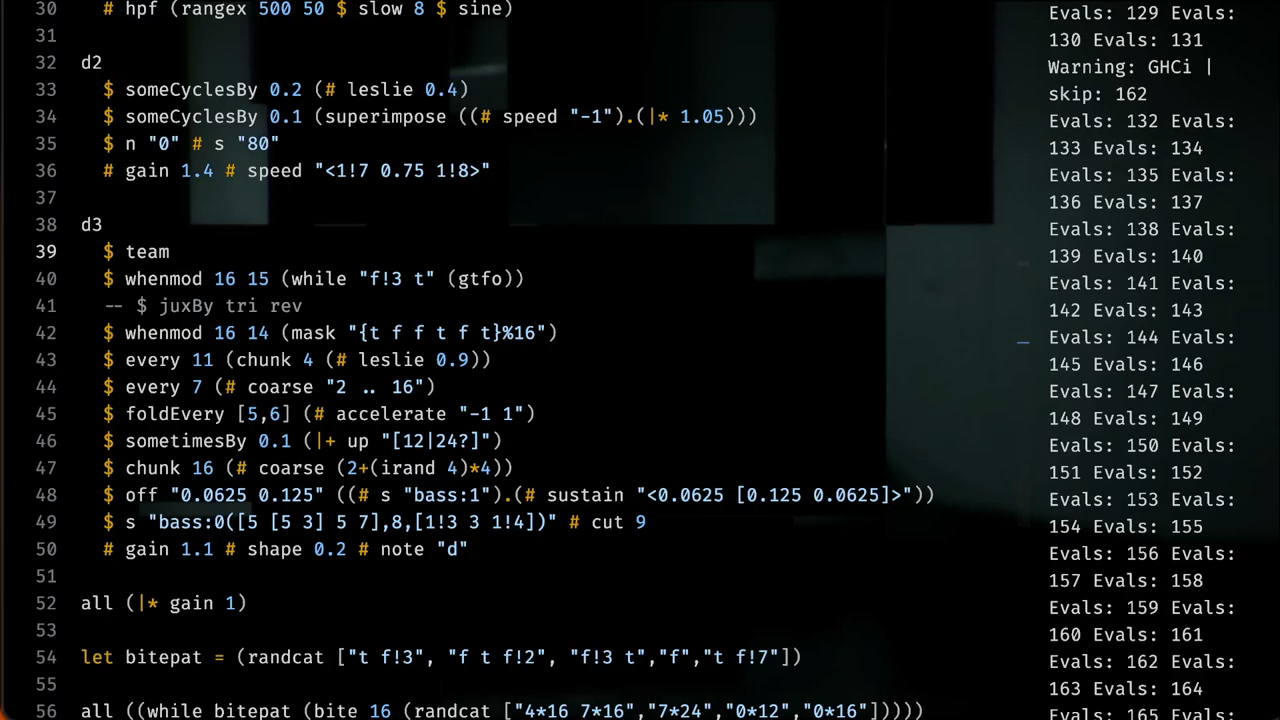 30     # hpf (rangex 500 50 $ slow 8 $ sine)
31
32 d2
33   $ someCyclesBy 0.2 (# leslie 0.4)
34   $ someCyclesBy 0.1 (superimpose ((# speed "-1").(|* 1.05)))
35   $ n "0" # s "80"
36   # gain 1.4 # speed "<1!7 0.75 1!8>"
37
38 d3
39   $ team
40   $ whenmod 16 15 (while "f!3 t" (gtfo))
41   -- $ juxBy tri rev
42   $ whenmod 16 14 (mask "{t f f t f t}%16")
43   $ every 11 (chunk 4 (# leslie 0.9))
44   $ every 7 (# coarse "2 .. 16")
45   $ foldEvery [5,6] (# accelerate "-1 1")
46   $ sometimesBy 0.1 (|+ up "[12|24?]")
47   $ chunk 16 (# coarse (2+(irand 4)*4))
48   $ off "0.0625 0.125" ((# s "bass:1").(# sustain "<0.0625 [0.125 0.0625]>"))
49   $ s "bass:0([5 [5 3] 5 7],8,[1!3 3 1!4])" # cut 9
50   # gain 1.1 # shape 0.2 # note "d"
51
52 all (|* gain 1)
53
54 let bitepat = (randcat ["t f!3", "f t f!2", "f!3 t","f","t f!7"])
55
56 all ((while bitepat (bite 16 (randcat ["4*16 7*16","7*24","0*12","0*16"]))))
Evals: 129 Evals:
130 Evals: 131
Warning: GHCi |
skip: 162
Evals: 132 Evals:
133 Evals: 134
Evals: 135 Evals:
136 Evals: 137
Evals: 138 Evals:
139 Evals: 140
Evals: 141 Evals:
142 Evals: 143
Evals: 144 Evals:
145 Evals: 146
Evals: 147 Evals:
148 Evals: 149
Evals: 150 Evals:
151 Evals: 152
Evals: 153 Evals:
154 Evals: 155
Evals: 156 Evals:
157 Evals: 158
Evals: 159 Evals:
160 Evals: 161
Evals: 162 Evals:
163 Evals: 164
Evals: 165 Evals: